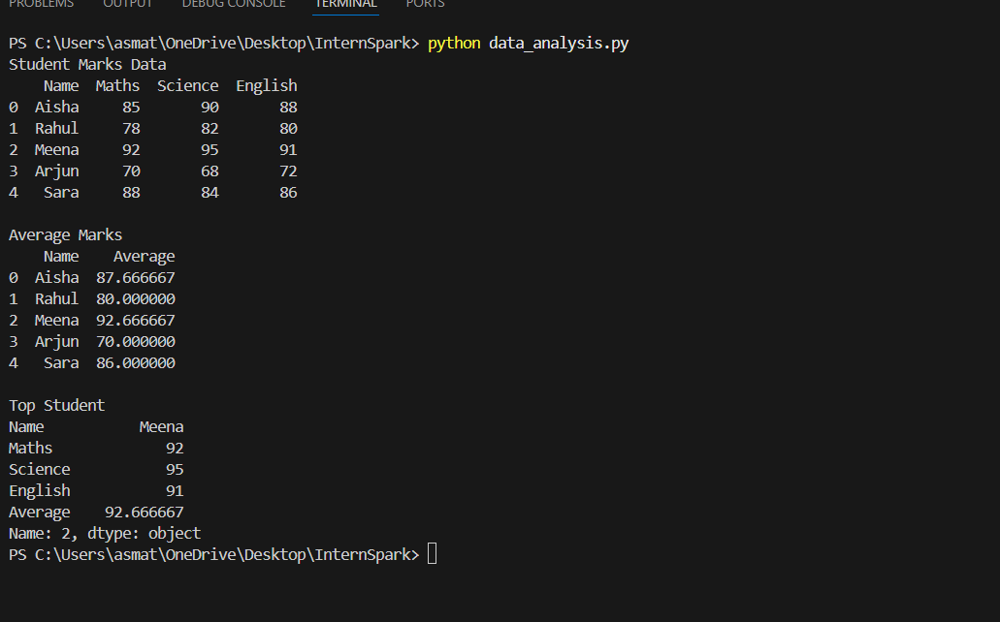 PROBLEMS OUTPUT DEBUG CONSOLE TERMINAL PORTS
PS C:\Users\asmat\OneDrive\Desktop\InternSpark> python data_analysis.py
Student Marks Data
    Name  Maths  Science  English
0  Aisha     85       90       88
1  Rahul     78       82       80
2  Meena     92       95       91
3  Arjun     70       68       72
4   Sara     88       84       86
Average Marks
    Name    Average
0  Aisha  87.666667
1  Rahul  80.000000
2  Meena  92.666667
3  Arjun  70.000000
4   Sara  86.000000
Top Student
Name           Meena
Maths             92
Science           95
English           91
Average    92.666667
Name: 2, dtype: object
PS C:\Users\asmat\OneDrive\Desktop\InternSpark>